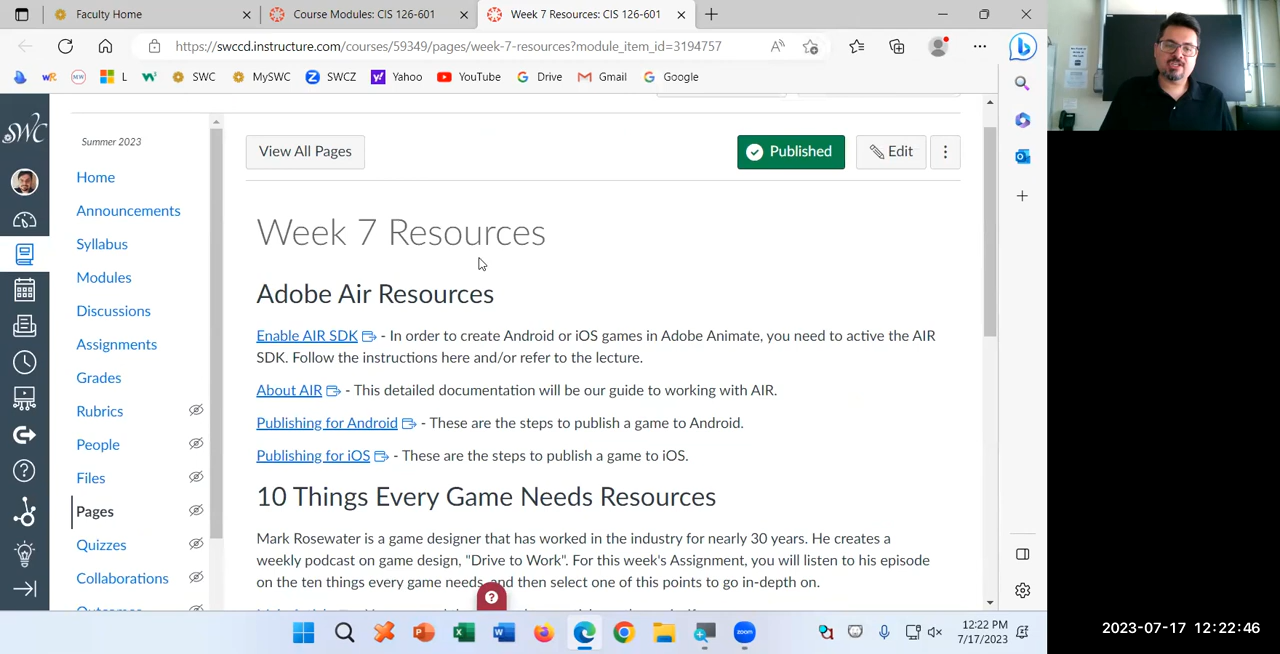 Faculty Home
Course Modules: CIS 126-601
Week 7 Resources: CIS 126-601
https://swccd.instructure.com/courses/59349/pages/week-7-resources?module_item_id=3194757
L
SWC
MySWC
SWCZ
Yahoo
YouTube
Drive
Gmail
Google
SWC
Summer 2023
Home
Announcements
Syllabus
Modules
Discussions
Assignments
Grades
Rubrics
People
Files
Pages
Quizzes
Collaborations
View All Pages
Published
Edit
Week 7 Resources
Adobe Air Resources
Enable AIR SDK - In order to create Android or iOS games in Adobe Animate, you need to active the AIR
SDK. Follow the instructions here and/or refer to the lecture.
About AIR - This detailed documentation will be our guide to working with AIR.
Publishing for Android - These are the steps to publish a game to Android.
Publishing for iOS - These are the steps to publish a game to iOS.
10 Things Every Game Needs Resources
Mark Rosewater is a game designer that has worked in the industry for nearly 30 years. He creates a
weekly podcast on game design, "Drive to Work". For this week's Assignment, you will listen to his episode
on the ten things every game needs, and then select one of this points to go in-depth on.
12:22 PM
7/17/2023
2023-07-17 12:22:46